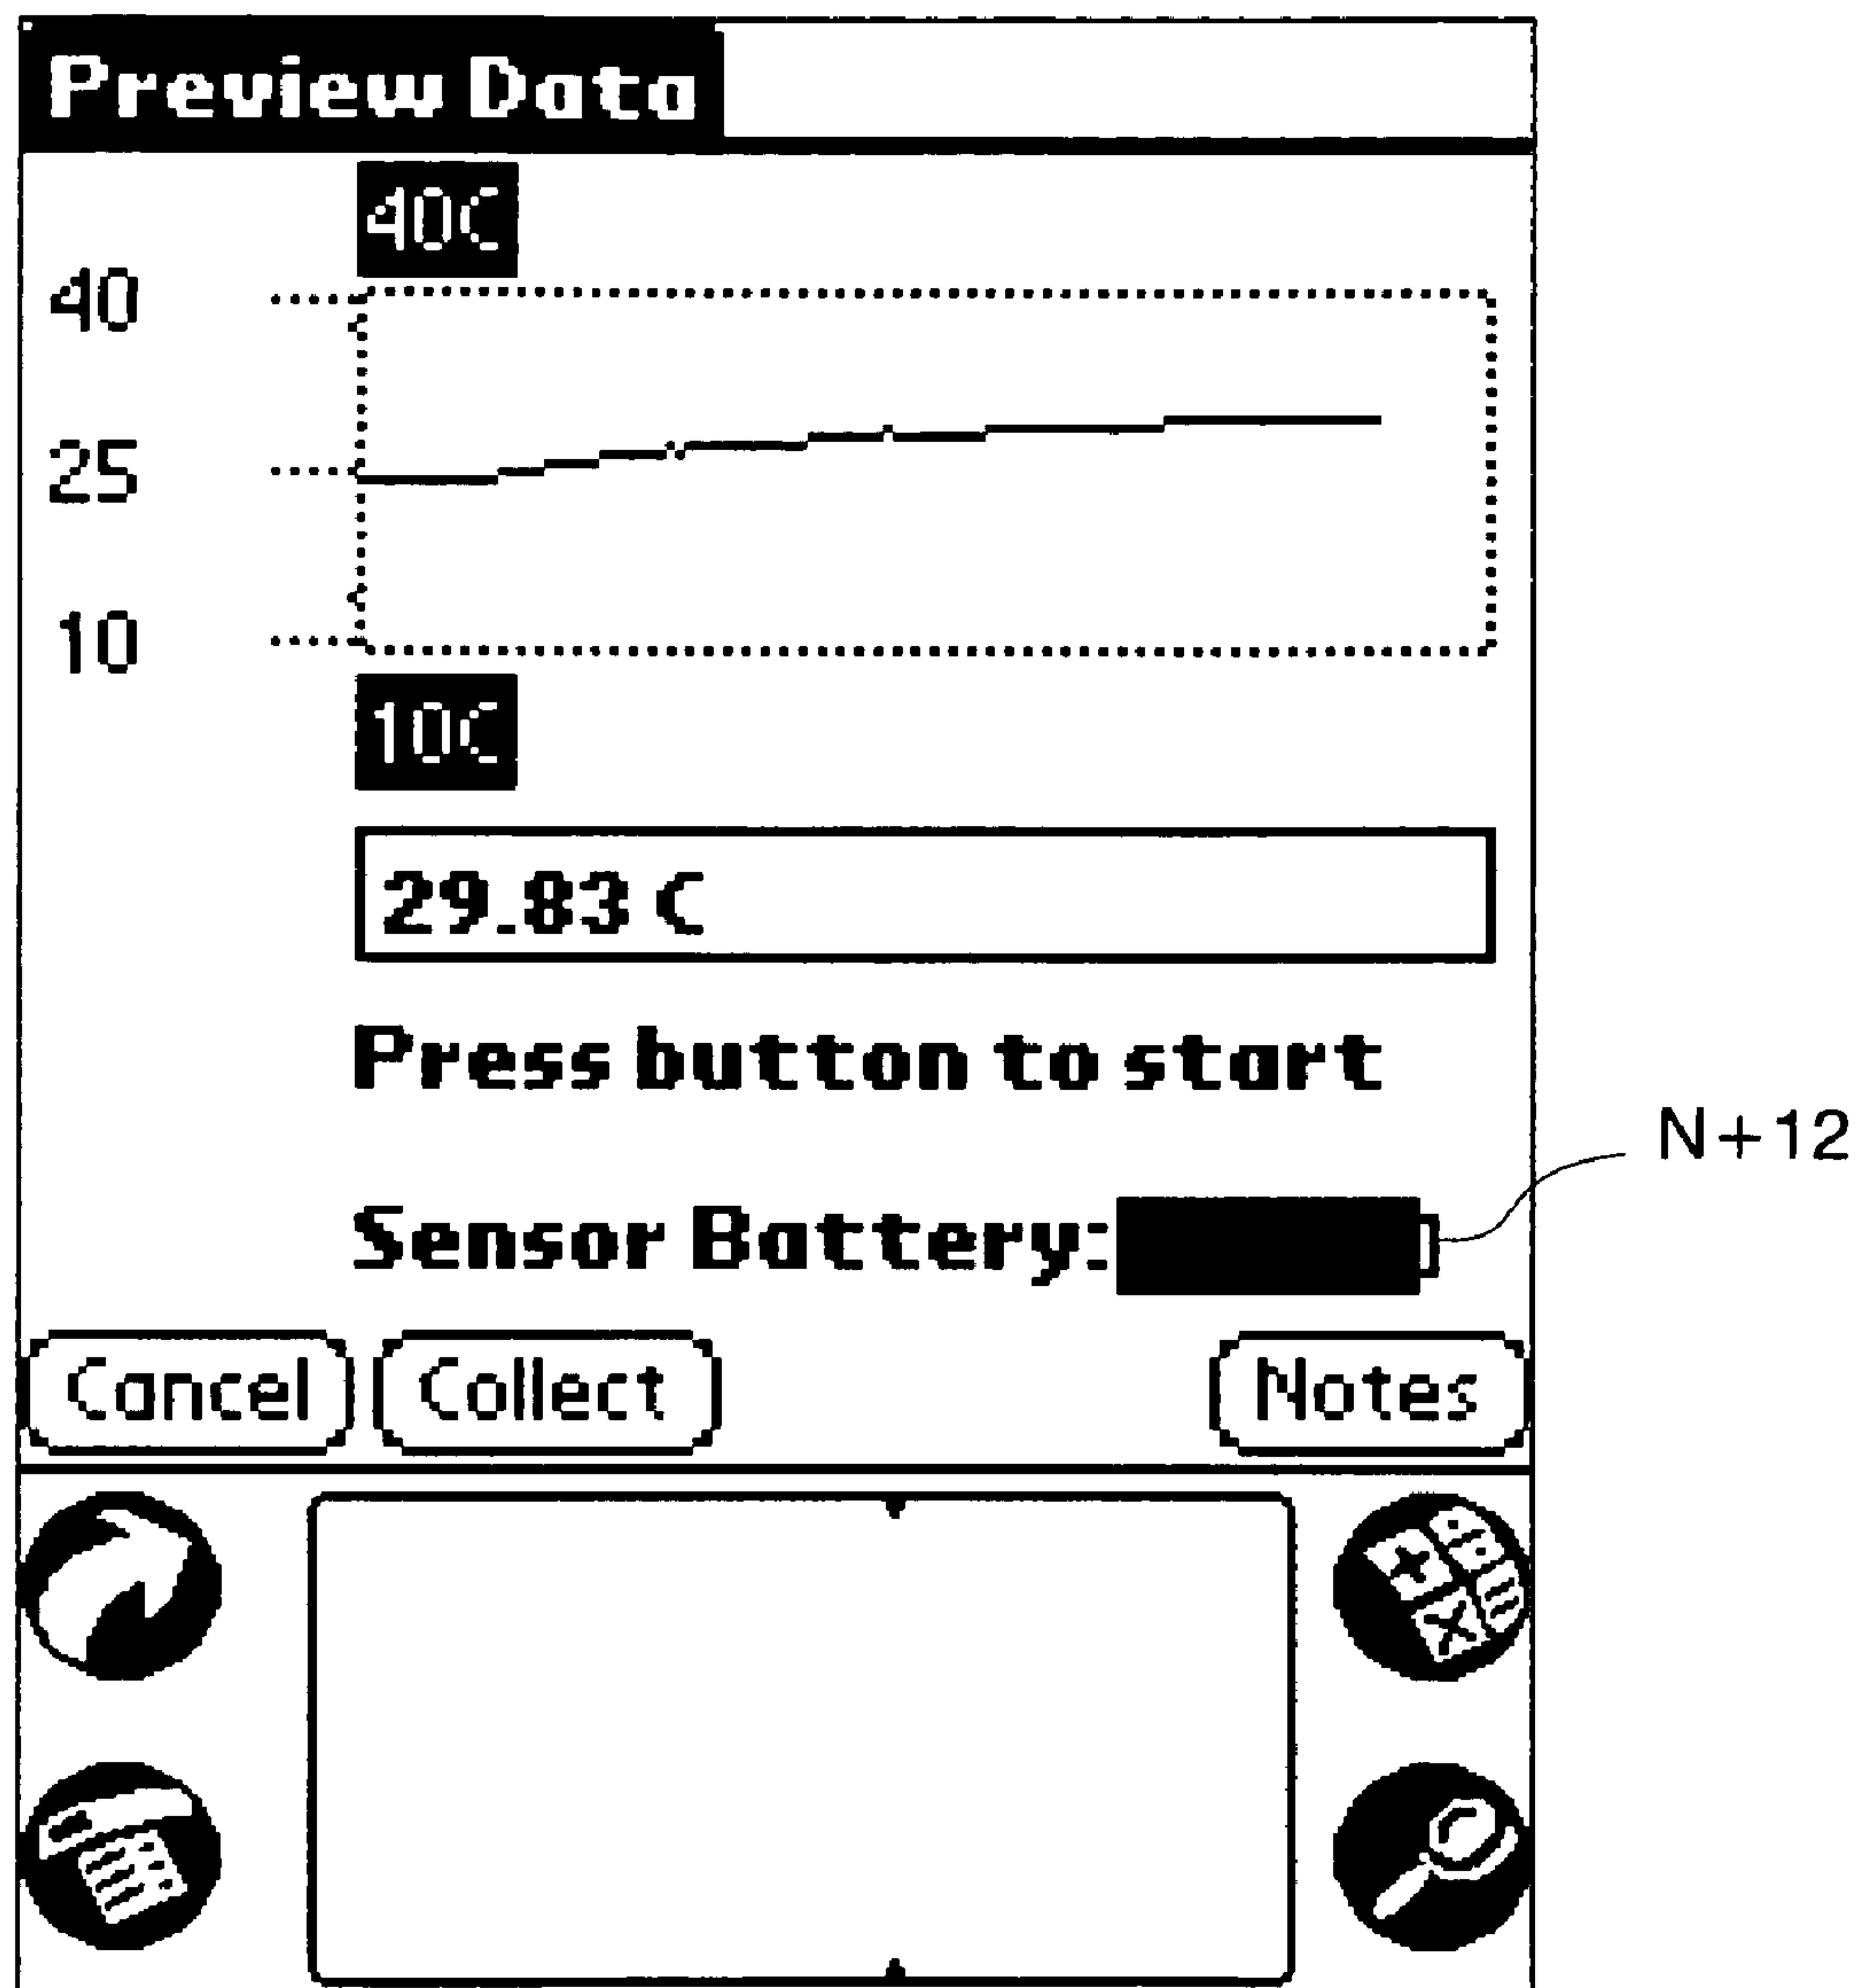 Preview Data
40C
40
25
10
10C
29.83 C
Press button to start
N+12
Sensor Battery:
Cancel Collect Notes